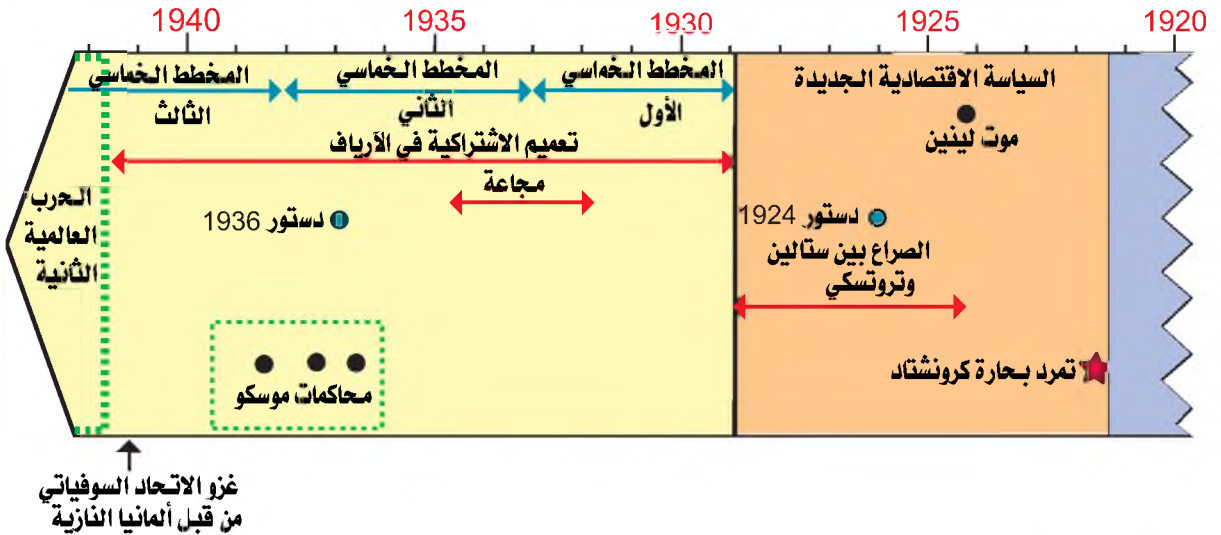 1920
1925
1930
1935
1940
السياسة الاقتصادية الجديدة
موت لينين
دستور 1924
الصراع بين ستالين
وتروتسكي
تمرد بحارة كرونشتاد
المخطط الخماسي
الأول
المخطط الخماسي
الثاني
المخطط الخماسي
الثالث
تعميم الاشتراكية في الآرياف
مجاعة
دستور 1936
محاكمات موسكو
الحرب
العالمية
الثانية
غزو الاتحاد السوفياتي
من قبل ألمانيا النازية